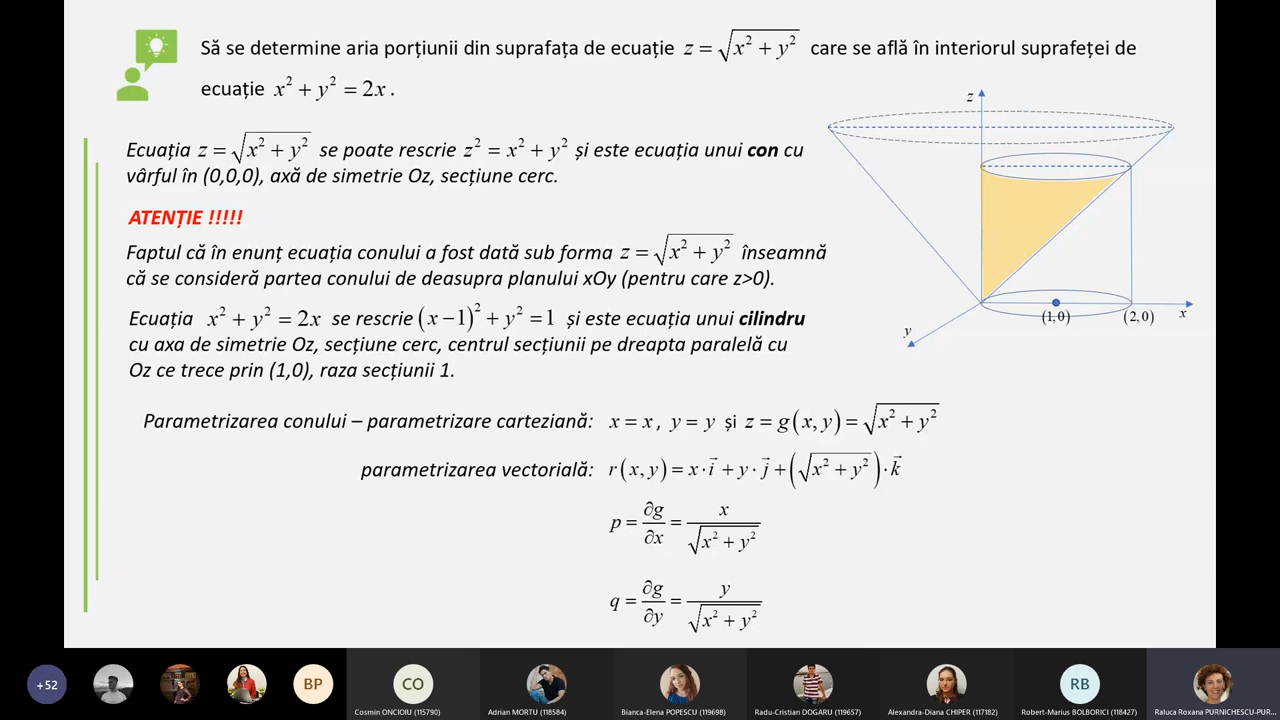 Să se determine aria porțiunii din suprafața de ecuație z = √(x² + y²) care se află în interiorul suprafeței de
ecuație x² + y² = 2x .
Ecuația z = √(x² + y²) se poate rescrie z² = x² + y² și este ecuația unui con cu
vârful în (0,0,0), axă de simetrie Oz, secțiune cerc.
ATENȚIE !!!!!
Faptul că în enunț ecuația conului a fost dată sub forma z = √(x² + y²) înseamnă
că se consideră partea conului de deasupra planului xOy (pentru care z>0).
Ecuația x² + y² = 2x se rescrie (x − 1)² + y² = 1 și este ecuația unui cilindru
cu axa de simetrie Oz, secțiune cerc, centrul secțiunii pe dreapta paralelă cu
Oz ce trece prin (1,0), raza secțiunii 1.
z
(1,0)
(2,0)
x
y
Parametrizarea conului – parametrizare carteziană: x = x , y = y și z = g(x, y) = √(x² + y²)
parametrizarea vectorială: r(x, y) = x · i⃗ + y · j⃗ + (√(x² + y²)) · k⃗
p = ∂g/∂x = x/√(x² + y²)
q = ∂g/∂y = y/√(x² + y²)
+52
BP
CO
RB
Cosmin ONCIOIU (115790)
Adrian MORTU (118584)
Bianca-Elena POPESCU (119698)
Radu-Cristian DOGARU (119657)
Alexandra-Diana CHIPER (117182)
Robert-Marius BOLBORICI (118427)
Raluca Roxana PURNICHESCU-PUR...